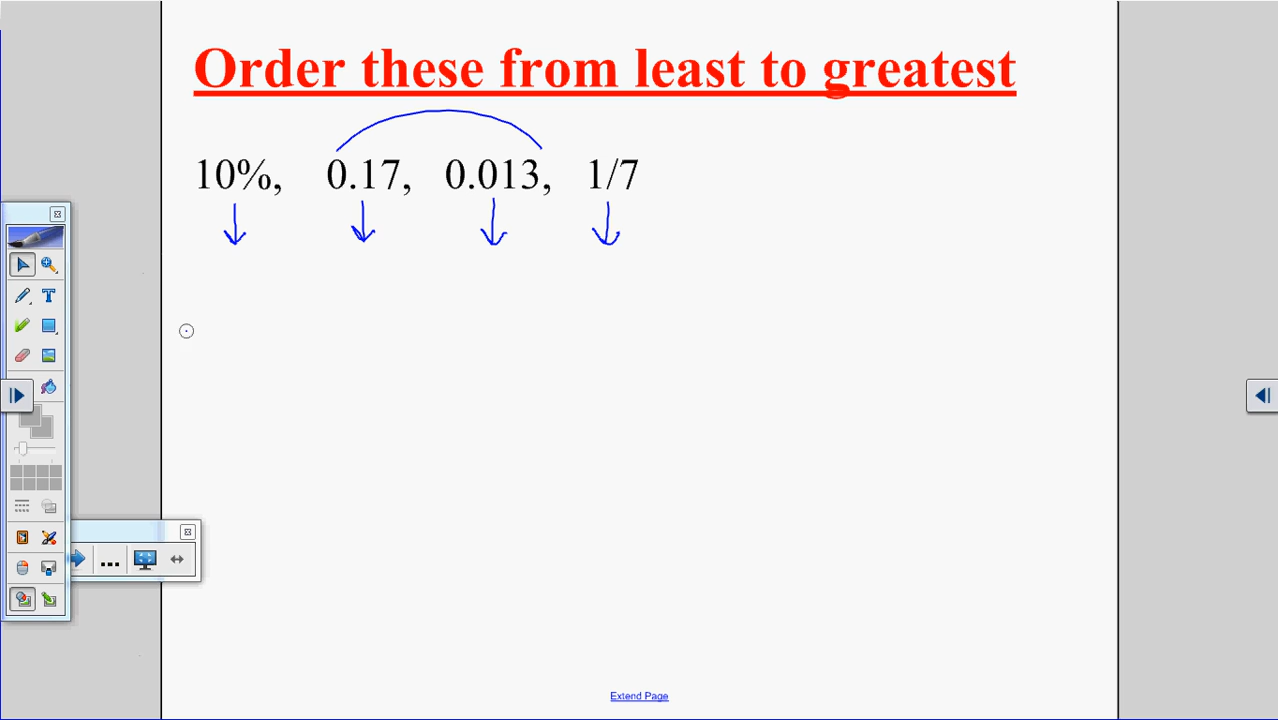 Order these from least to greatest
10%, 0.17, 0.013, 1/7
Extend Page